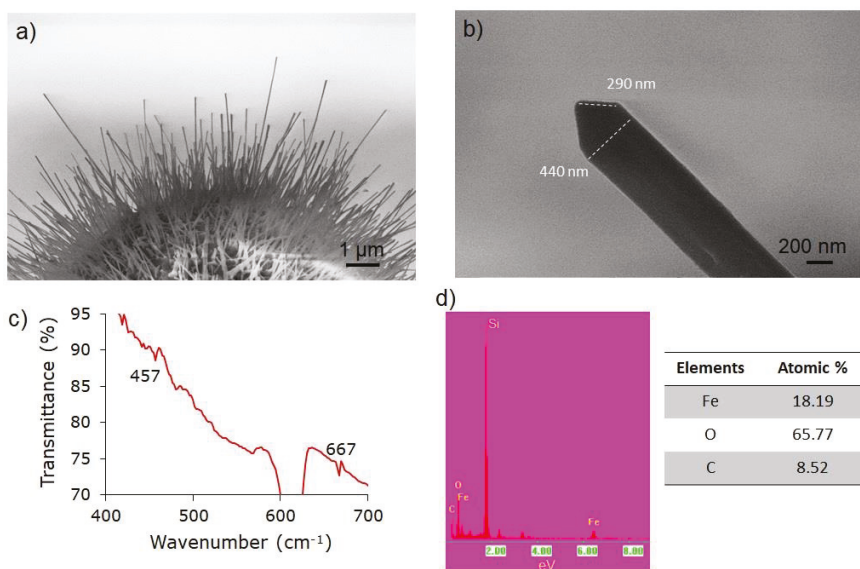 a)
1 µm
b)
290 nm
440 nm
200 nm
c)
95
90
85
80
75
70
Transmittance (%)
457
667
400 500 600 700
Wavenumber (cm⁻¹)
d)
Si
O
Fe
C
Fe
2.00 4.00 6.00 8.00
eV
Elements Atomic %
Fe 18.19
O 65.77
C 8.52